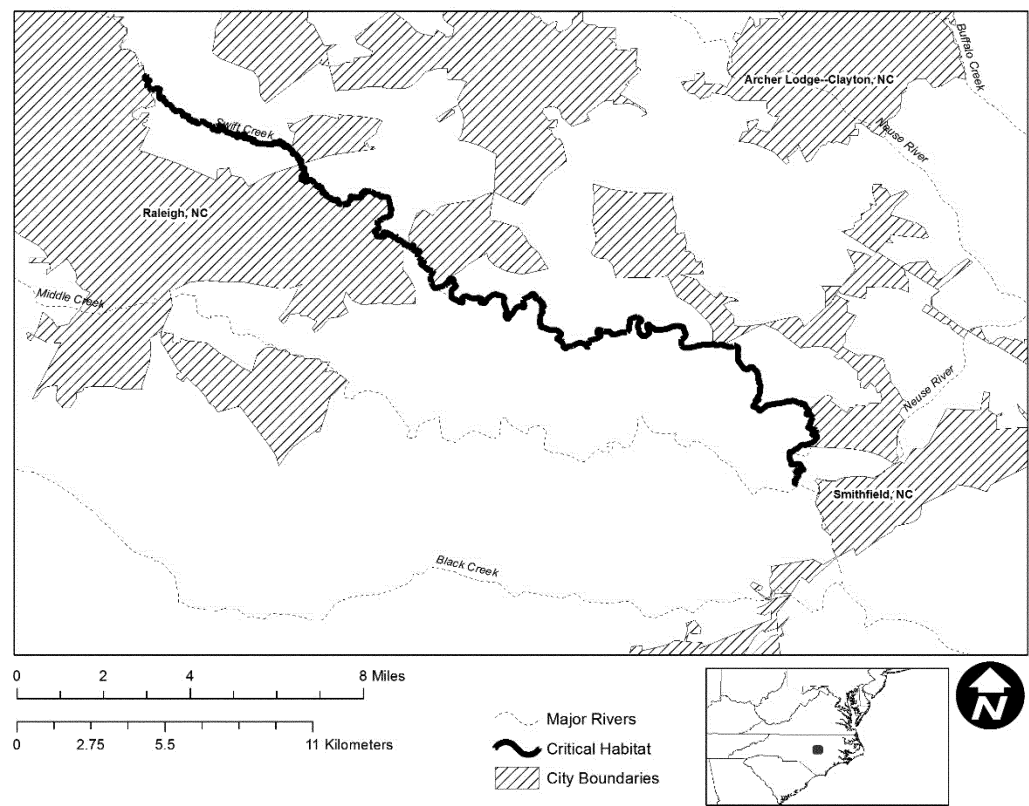 Buffalo Creek
Archer Lodge--Clayton, NC
Swift Creek
Neuse River
Raleigh, NC
Middle Creek
Neuse River
Smithfield, NC
Black Creek
0 2 4 8 Miles
0 2.75 5.5 11 Kilometers
Major Rivers
Critical Habitat
City Boundaries
N